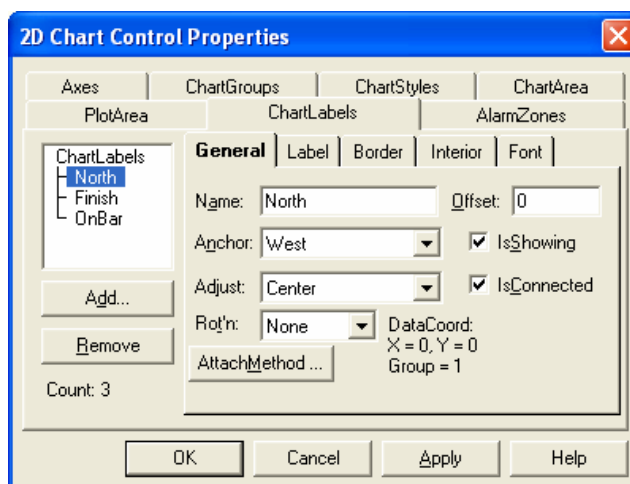 2D Chart Control Properties
Axes ChartGroups ChartStyles ChartArea
PlotArea ChartLabels AlarmZones
ChartLabels
North
Finish
OnBar
Add...
Remove
Count: 3
General Label Border Interior Font
Name: North Offset: 0
Anchor: West IsShowing
Adjust: Center IsConnected
Rot'n: None DataCoord:
X = 0, Y = 0
AttachMethod ... Group = 1
OK Cancel Apply Help